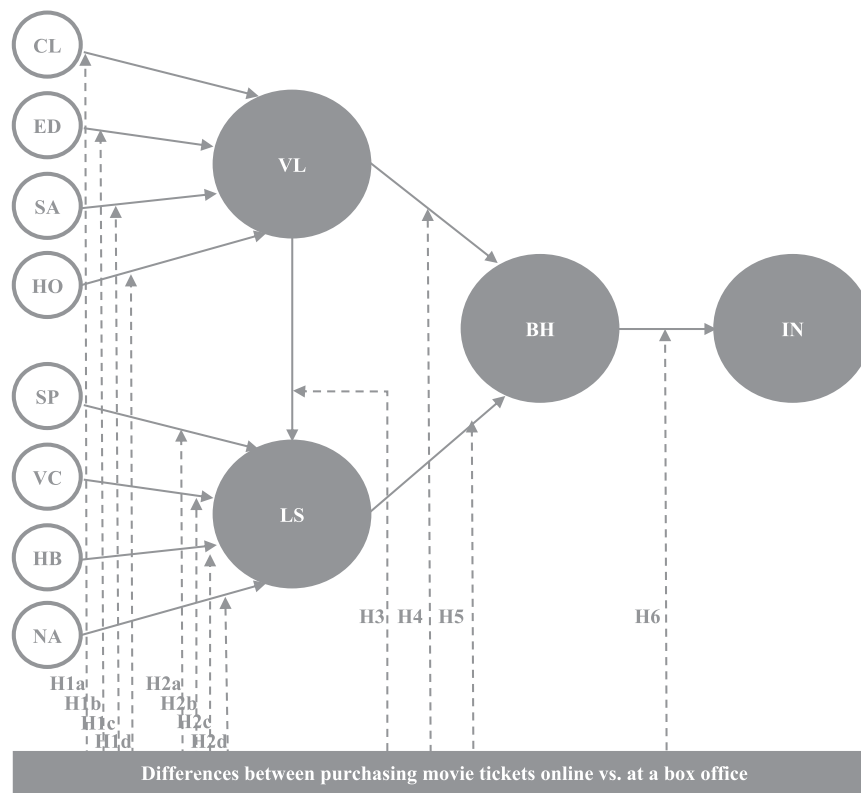 CL
ED
VL
SA
HO
BH
IN
SP
VC
LS
HB
NA
H3 H4 H5 H6
H1a H2a
H1b H2b
H1c H2c
H1d H2d
Differences between purchasing movie tickets online vs. at a box office